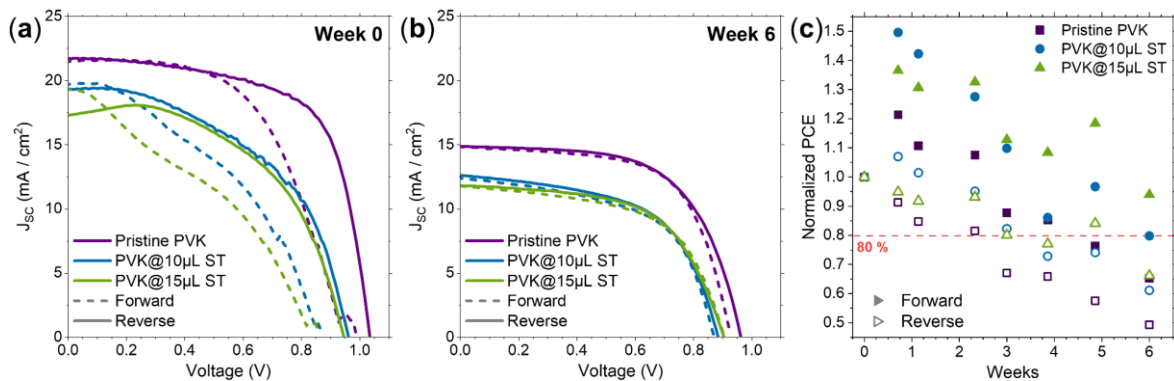 (a)
Week 0
J_SC (mA / cm²)
25
20
15
10
5
0
0.0 0.2 0.4 0.6 0.8 1.0
Voltage (V)
Pristine PVK
PVK@10µL ST
PVK@15µL ST
Forward
Reverse
(b)
Week 6
J_SC (mA / cm²)
25
20
15
10
5
0
0.0 0.2 0.4 0.6 0.8 1.0
Voltage (V)
Pristine PVK
PVK@10µL ST
PVK@15µL ST
Forward
Reverse
(c)
Normalized PCE
1.5
1.4
1.3
1.2
1.1
1.0
0.9
0.8
0.7
0.6
0.5
0 1 2 3 4 5 6
Weeks
Pristine PVK
PVK@10µL ST
PVK@15µL ST
80 %
Forward
Reverse